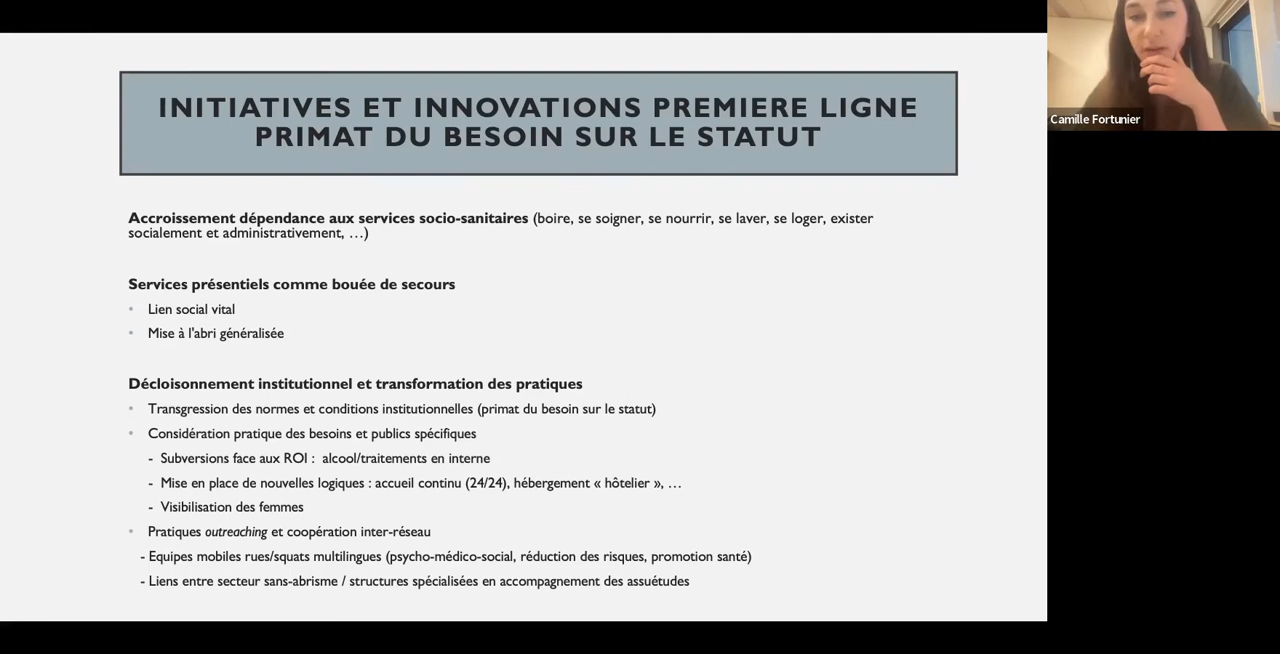 INITIATIVES ET INNOVATIONS PREMIERE LIGNE
PRIMAT DU BESOIN SUR LE STATUT
Accroissement dépendance aux services socio-sanitaires (boire, se soigner, se nourrir, se laver, se loger, exister
socialement et administrativement, …)
Services présentiels comme bouée de secours
• Lien social vital
• Mise à l'abri généralisée
Décloisonnement institutionnel et transformation des pratiques
• Transgression des normes et conditions institutionnelles (primat du besoin sur le statut)
• Considération pratique des besoins et publics spécifiques
- Subversions face aux ROI : alcool/traitements en interne
- Mise en place de nouvelles logiques : accueil continu (24/24), hébergement « hôtelier », …
- Visibilisation des femmes
• Pratiques outreaching et coopération inter-réseau
- Equipes mobiles rues/squats multilingues (psycho-médico-social, réduction des risques, promotion santé)
- Liens entre secteur sans-abrisme / structures spécialisées en accompagnement des assuétudes
Camille Fortunier